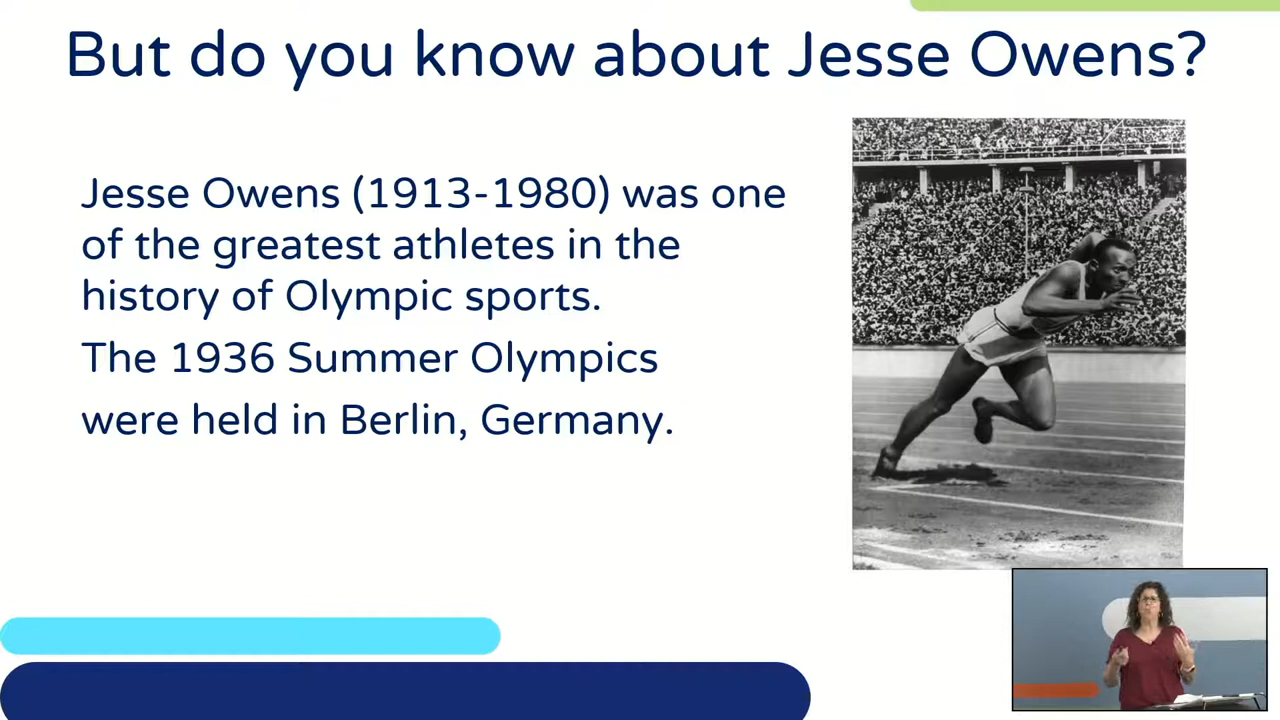 But do you know about Jesse Owens?
Jesse Owens (1913-1980) was one
of the greatest athletes in the
history of Olympic sports.
The 1936 Summer Olympics
were held in Berlin, Germany.